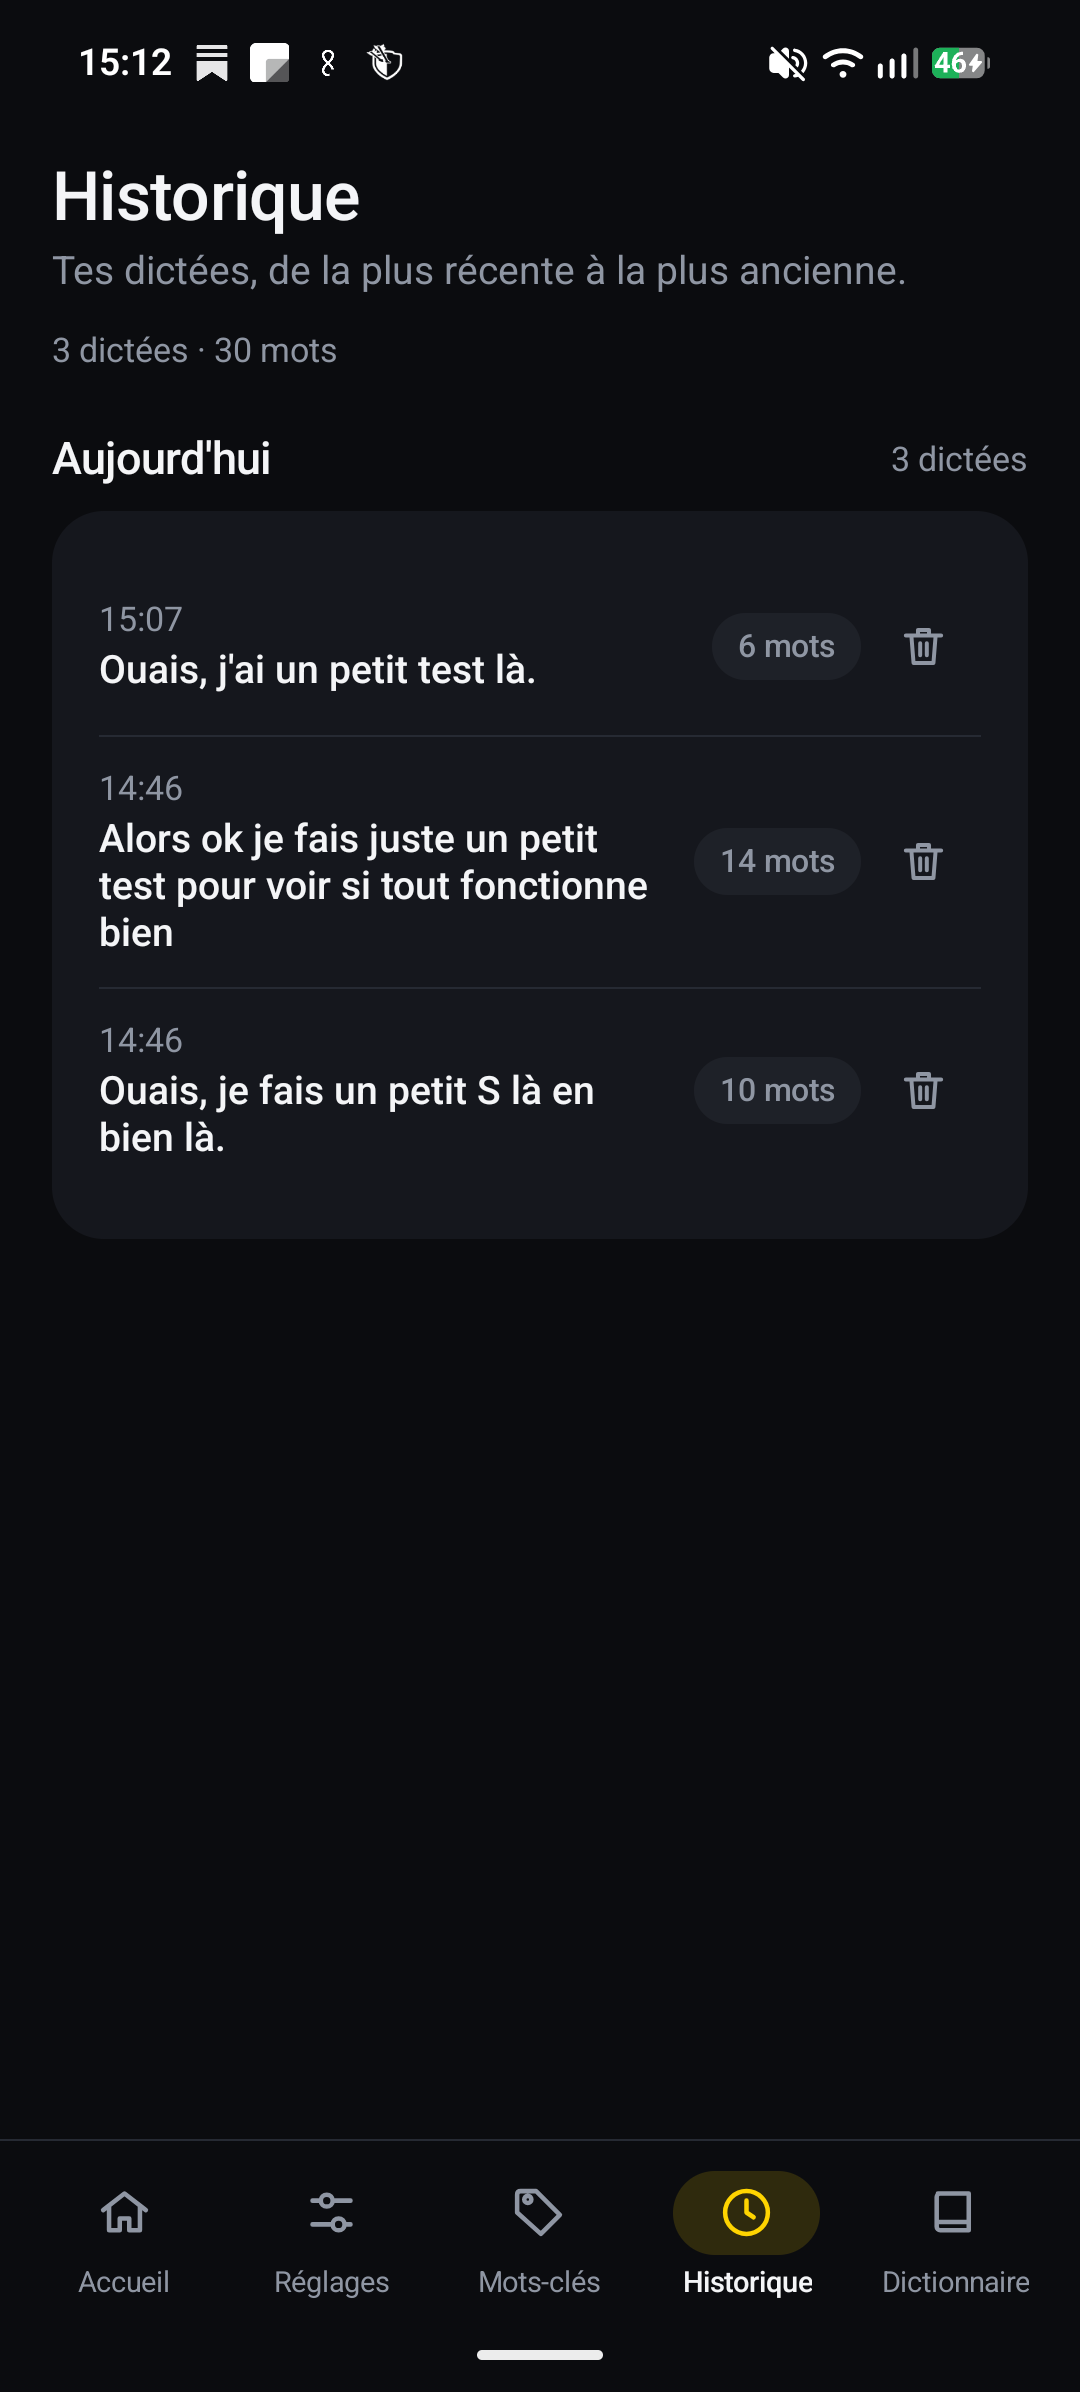 15:12
46
Historique
Tes dictées, de la plus récente à la plus ancienne.
3 dictées · 30 mots
Aujourd'hui
3 dictées
15:07
Ouais, j'ai un petit test là.
6 mots
14:46
Alors ok je fais juste un petit
test pour voir si tout fonctionne
bien
14 mots
14:46
Ouais, je fais un petit S là en
bien là.
10 mots
Accueil
Réglages
Mots-clés
Historique
Dictionnaire